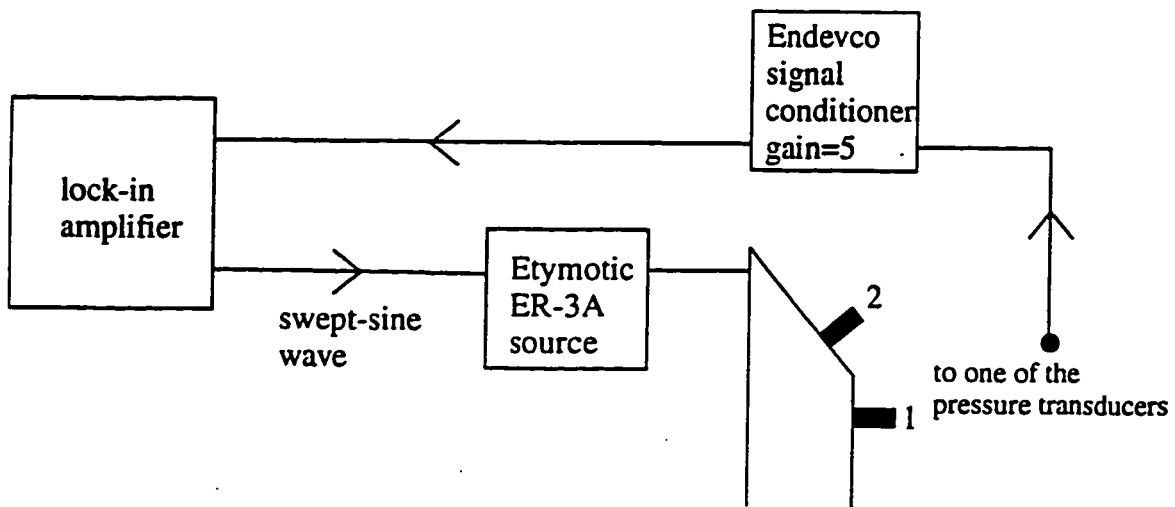 Endevco
signal
conditioner
gain=5
lock-in
amplifier
Etymotic
ER-3A
source
swept-sine
wave
2
1
to one of the
pressure transducers